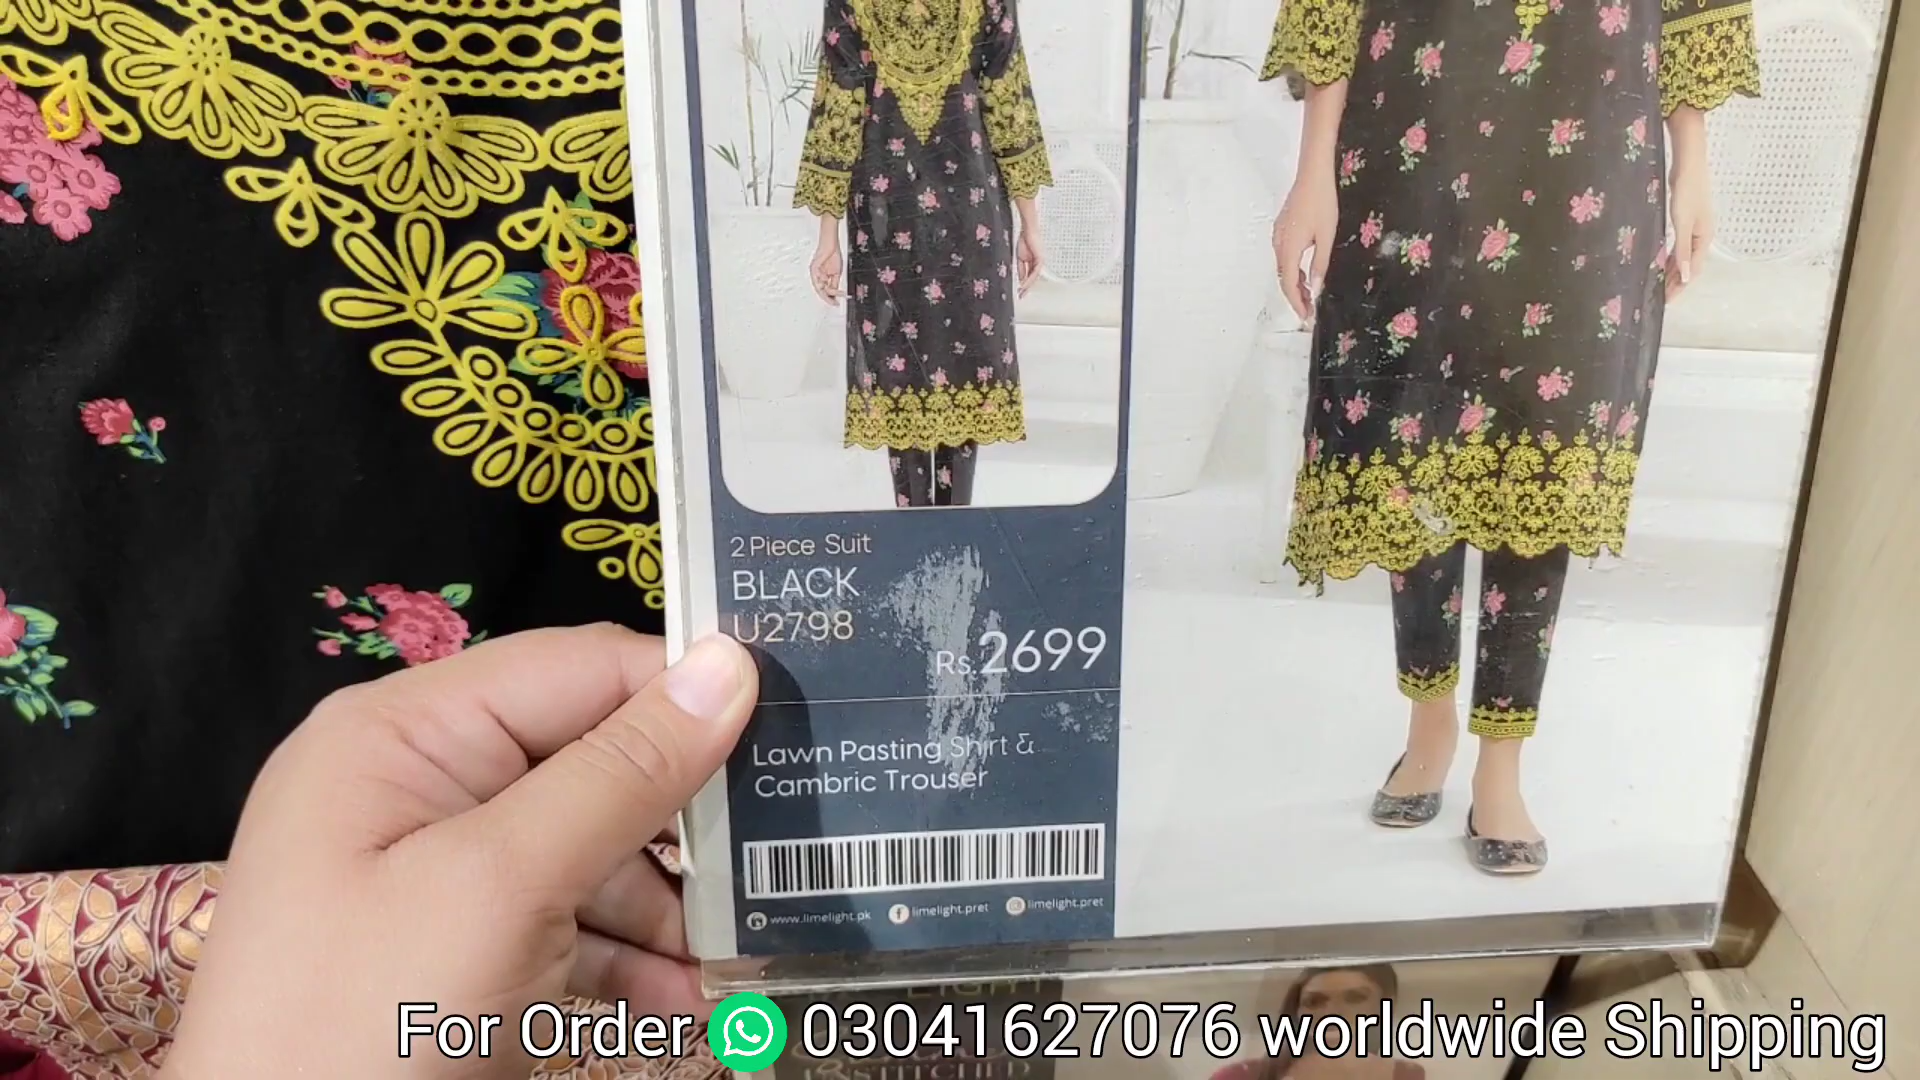 2 Piece Suit
BLACK
U2798
Rs.2699
Lawn Pasting Shirt &
Cambric Trouser
www.limelight.pk limelight.pret limelight.pret
For Order 03041627076 worldwide Shipping